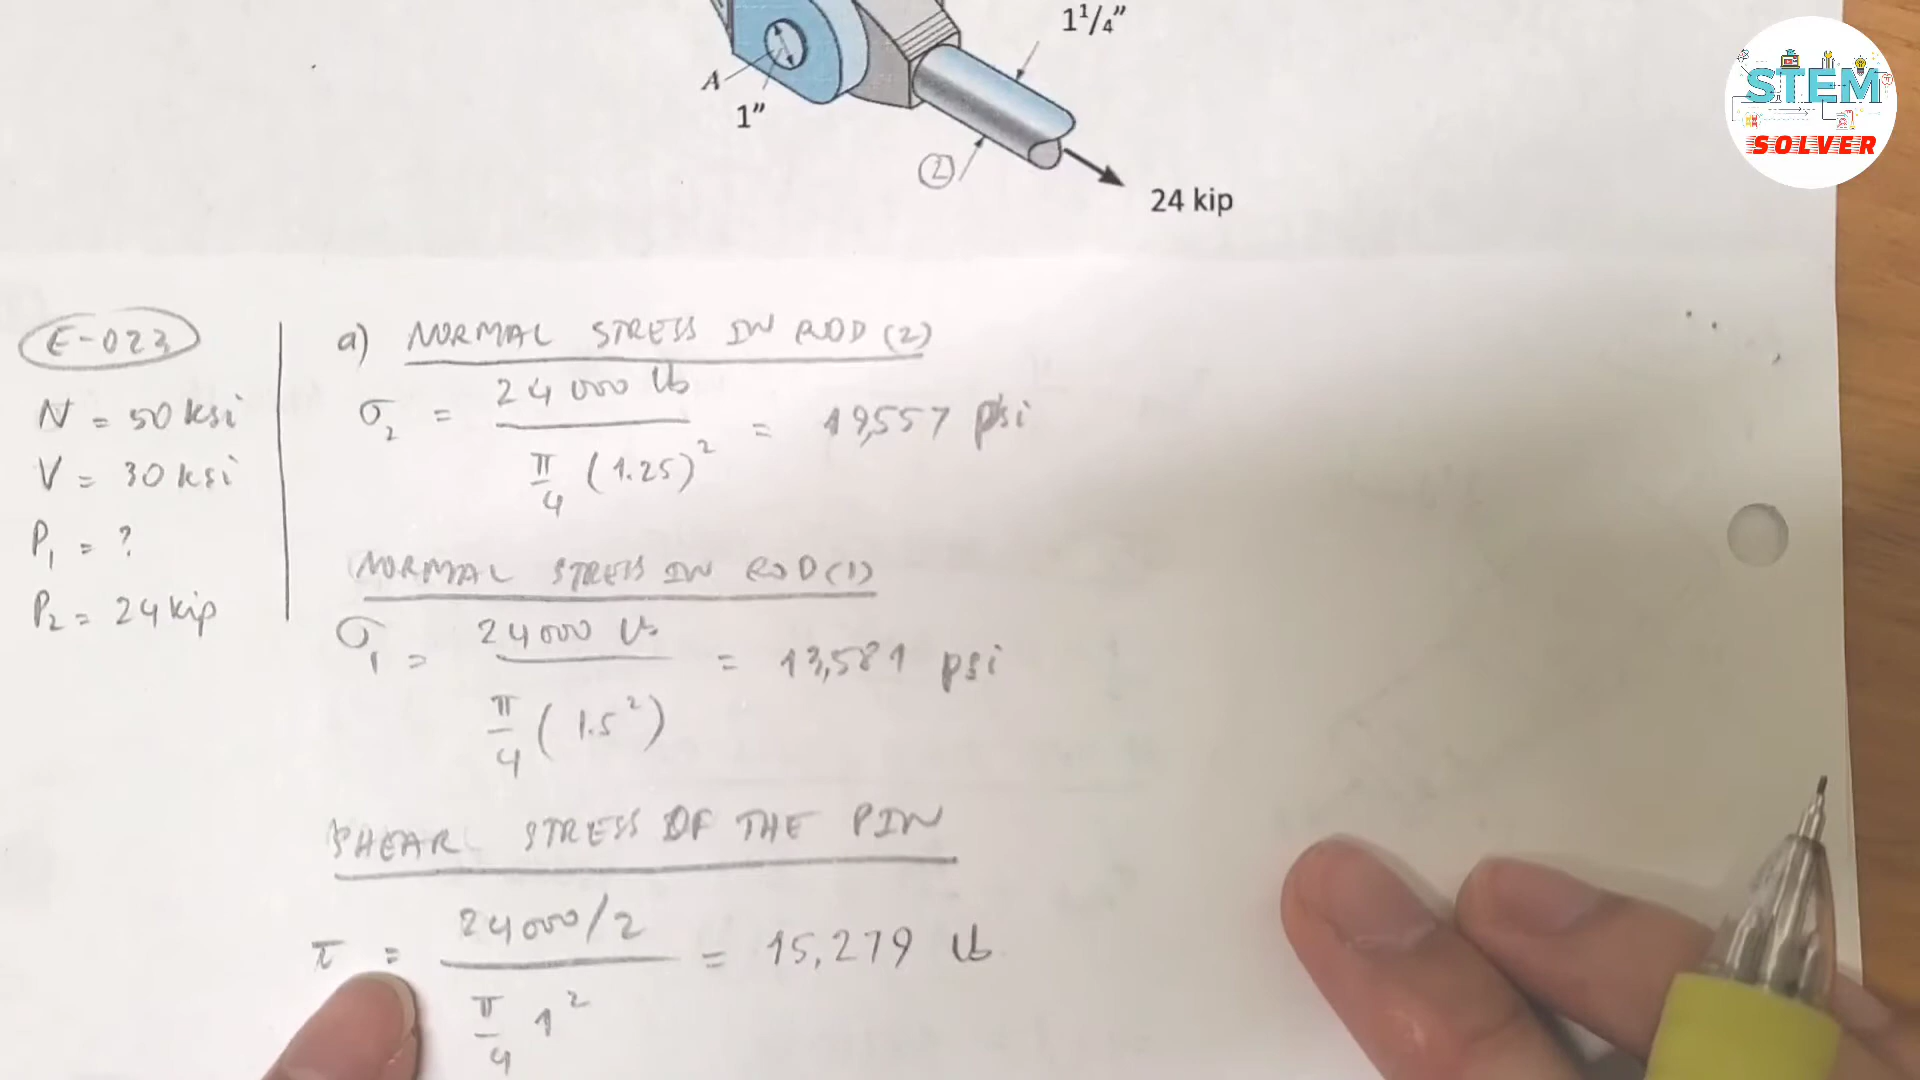 1¹/₄”
A
1”
②
24 kip
STEM
SOLVER
E-023
N = 50 ksi
V = 30 ksi
P₁ = ?
P₂ = 24 kip
a) NORMAL STRESS IN ROD (2)
σ₂ = 24 000 lb / π/4 (1.25)² = 19,557 psi
NORMAL STRESS IN ROD (1)
σ₁ = 24 000 lb / π/4 (1.5²) = 13,581 psi
SHEAR STRESS OF THE PIN
τ = 24 000/2 / π/4 1² = 15,279 lb